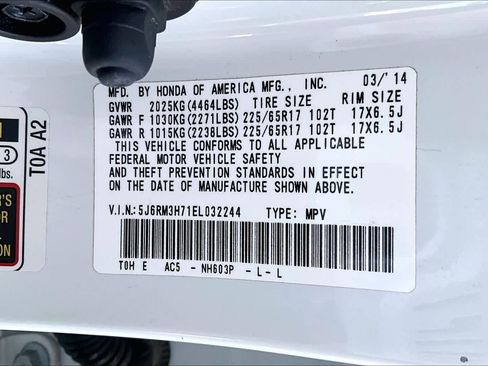 MFD. BY HONDA OF AMERICA MFG., INC. 03/'14
GVWR 2025KG(4464LBS) TIRE SIZE RIM SIZE
GAWR F 1030KG(2271LBS) 225/65R17 102T 17X6.5J
GAWR R 1015KG(2238LBS) 225/65R17 102T 17X6.5J
THIS VEHICLE CONFORMS TO ALL APPLICABLE
FEDERAL MOTOR VEHICLE SAFETY
AND THEFT PREVENTION STANDARDS IN EFFECT
ON THE DATE OF MANUFACTURE SHOWN ABOVE.
V.I.N.:5J6RM3H71EL032244 TYPE: MPV
T0H E AC5 - NH603P - L - L
T0A A2
3
lbs.